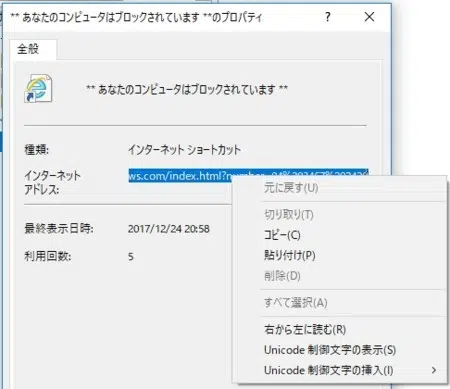 ** あなたのコンピュータはブロックされています **のプロパティ
全般
** あなたのコンピュータはブロックされています **
種類:
インターネット ショートカット
インターネット
アドレス:
ws.com/index.html?number=
最終表示日時:
2017/12/24 20:58
利用回数:
5
元に戻す(U)
切り取り(T)
コピー(C)
貼り付け(P)
削除(D)
すべて選択(A)
右から左に読む(R)
Unicode 制御文字の表示(S)
Unicode 制御文字の挿入(I)